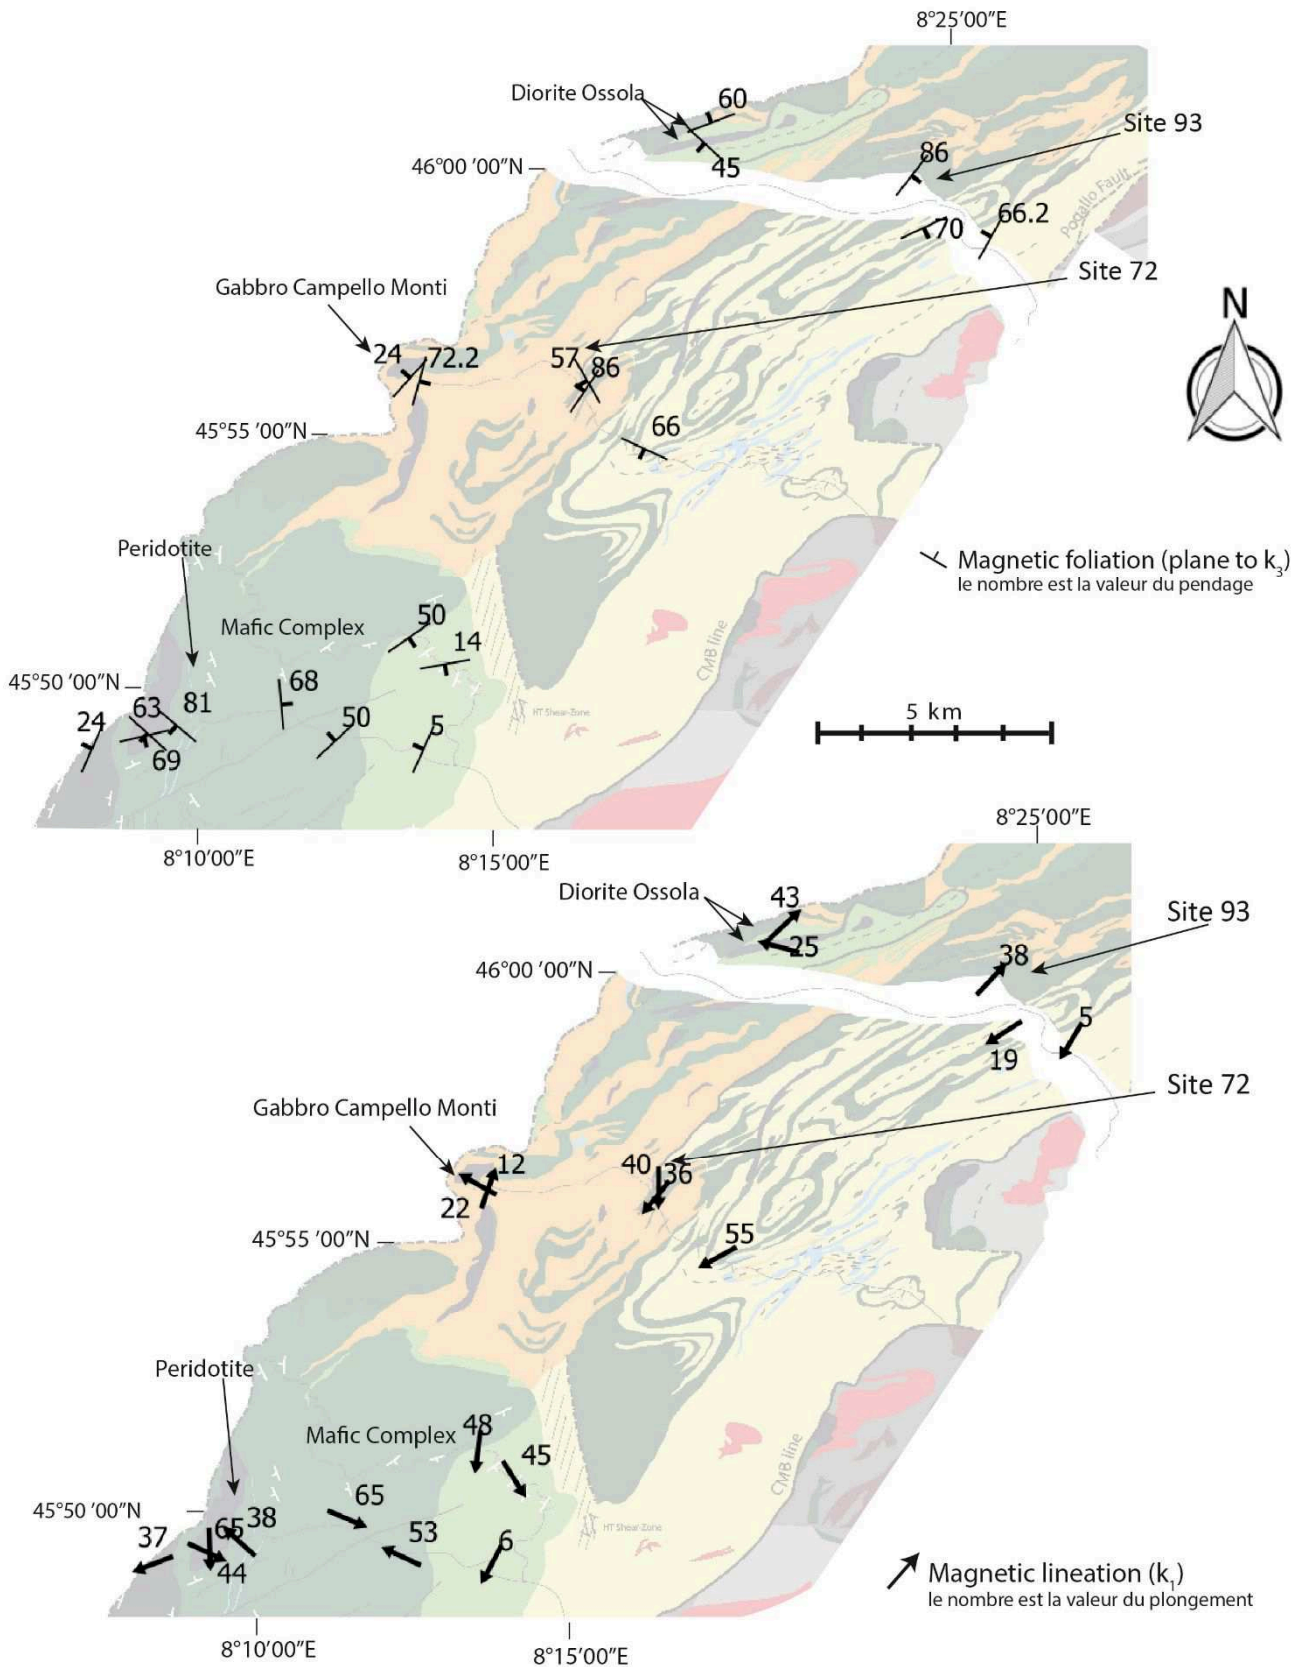 8°25'00"E
Diorite Ossola
60
Site 93
46°00 '00"N
45
86
Pogallo Fault
66.2
70
Site 72
Gabbro Campello Monti
N
24
72.2
57
86
45°55 '00"N
66
Peridotite
Magnetic foliation (plane to k3)
le nombre est la valeur du pendage
Mafic Complex
50
14
CMB line
45°50 '00"N
68
63
81
24
50
5
HT Shear-Zone
5 km
69
8°10'00"E
8°15'00"E
8°25'00"E
Diorite Ossola
43
Site 93
25
46°00 '00"N
38
5
19
Site 72
Gabbro Campello Monti
12
40
36
22
55
45°55 '00"N
Peridotite
48
Mafic Complex
45
CMB line
65
45°50 '00"N
37
65
38
53
6
HT Shear-Zone
44
Magnetic lineation (k1)
le nombre est la valeur du plongement
8°10'00"E
8°15'00"E